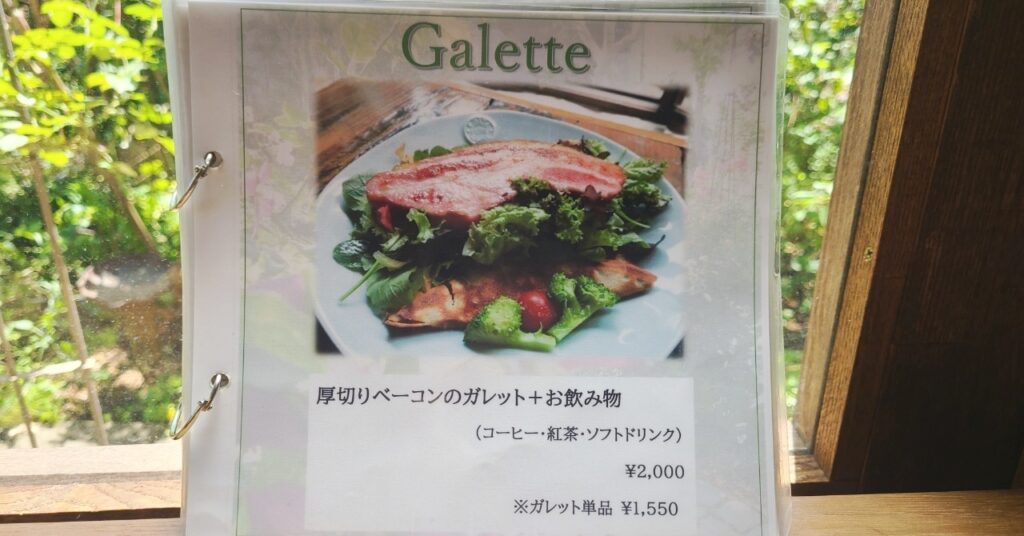 Galette
厚切りベーコンのガレット＋お飲み物
（コーヒー・紅茶・ソフトドリンク）
¥2,000
※ガレット単品 ¥1,550